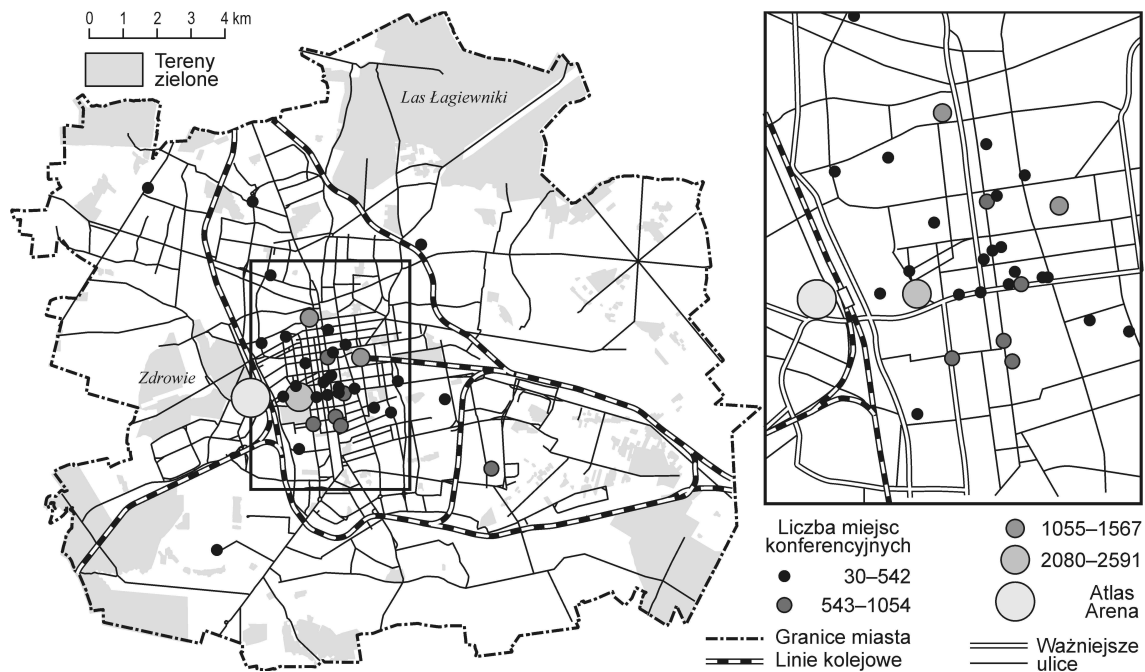 0 1 2 3 4 km
Tereny
zielone
Las Łagiewniki
Zdrowie
Liczba miejsc
konferencyjnych
30–542
543–1054
1055–1567
2080–2591
Atlas
Arena
Granice miasta
Linie kolejowe
Ważniejsze
ulice